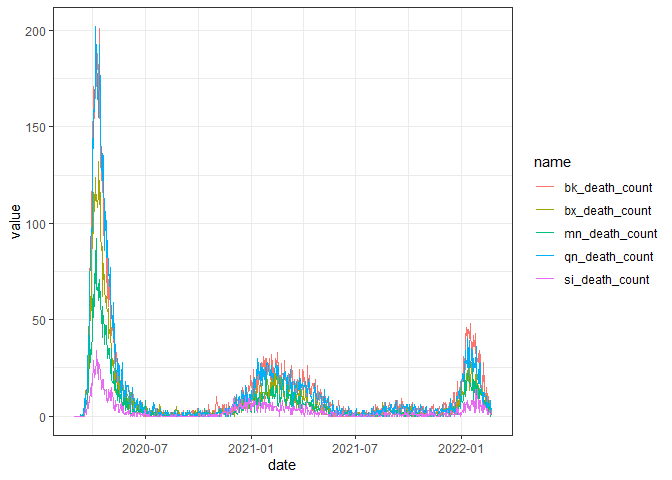 200
150
100
50
0
value
2020-07
2021-01
2021-07
2022-01
date
name
bk_death_count
bx_death_count
mn_death_count
qn_death_count
si_death_count